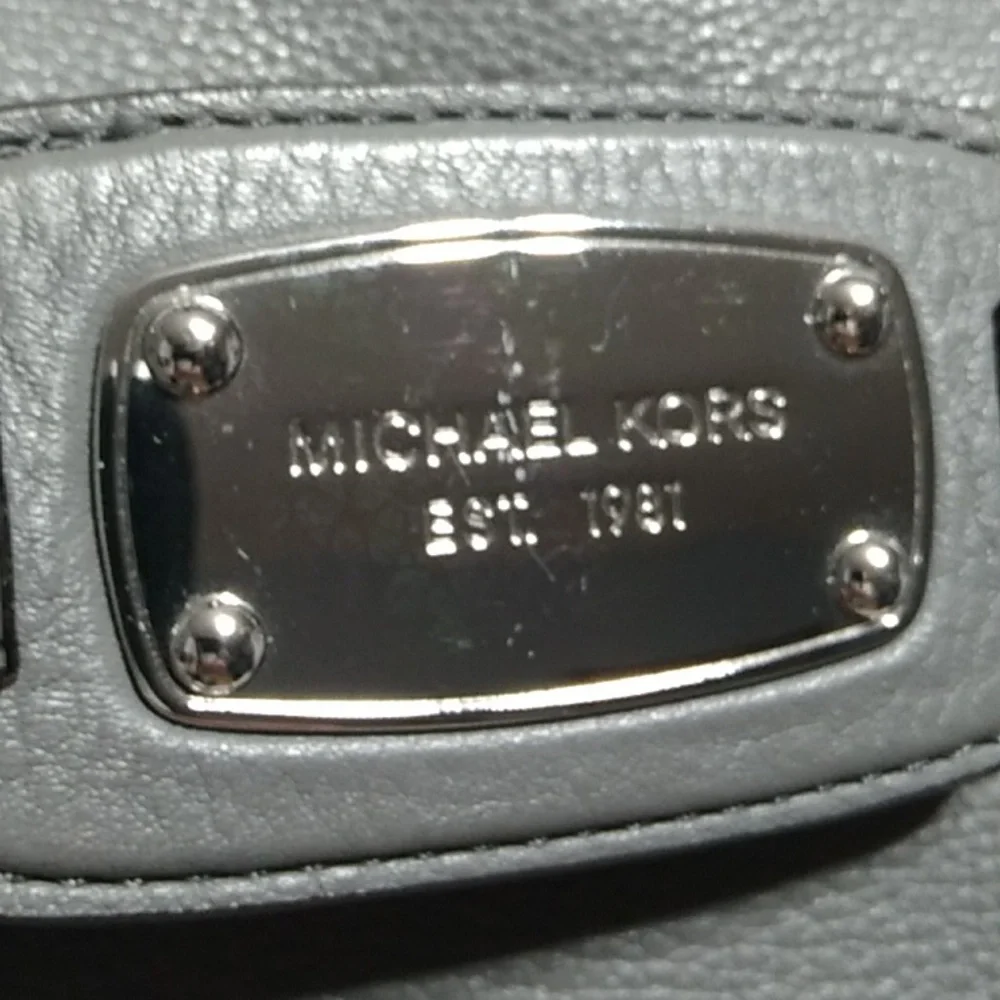 MICHAEL KORS
EST. 1981